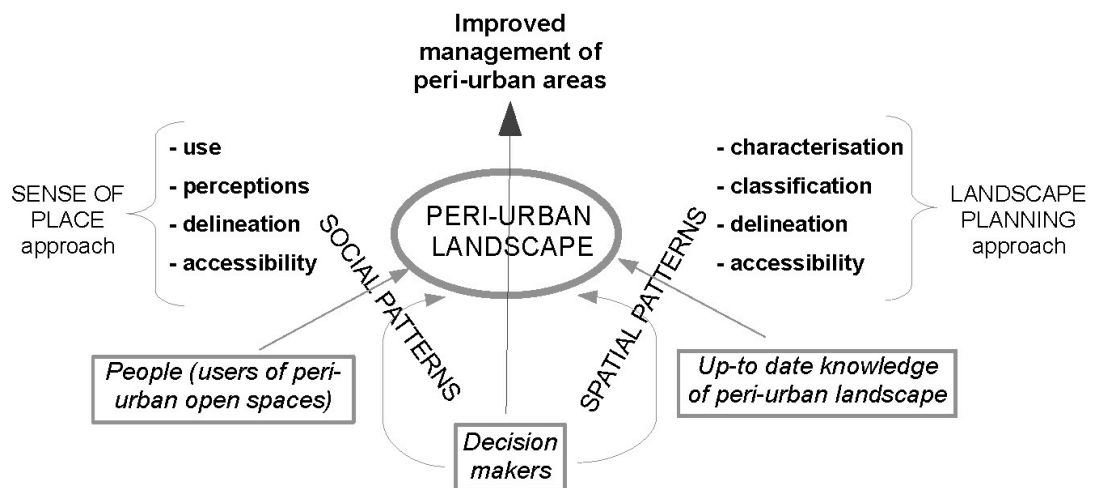 Improved
management of
peri-urban areas
SENSE OF
PLACE
approach
- use
- perceptions
- delineation
- accessibility
SOCIAL PATTERNS
PERI-URBAN
LANDSCAPE
SPATIAL PATTERNS
- characterisation
- classification
- delineation
- accessibility
LANDSCAPE
PLANNING
approach
People (users of peri-
urban open spaces)
Decision
makers
Up-to date knowledge
of peri-urban landscape